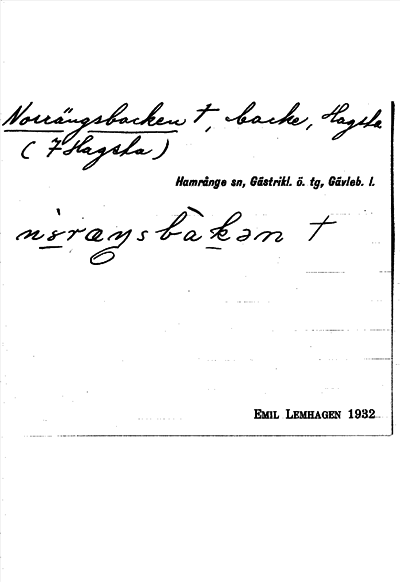 Norrängsbacken †, backe, Hagsta
(7 Hagsta)
Hamrånge sn, Gästrikl. ö. tg, Gävleb. l.
EMIL LEMHAGEN 1932